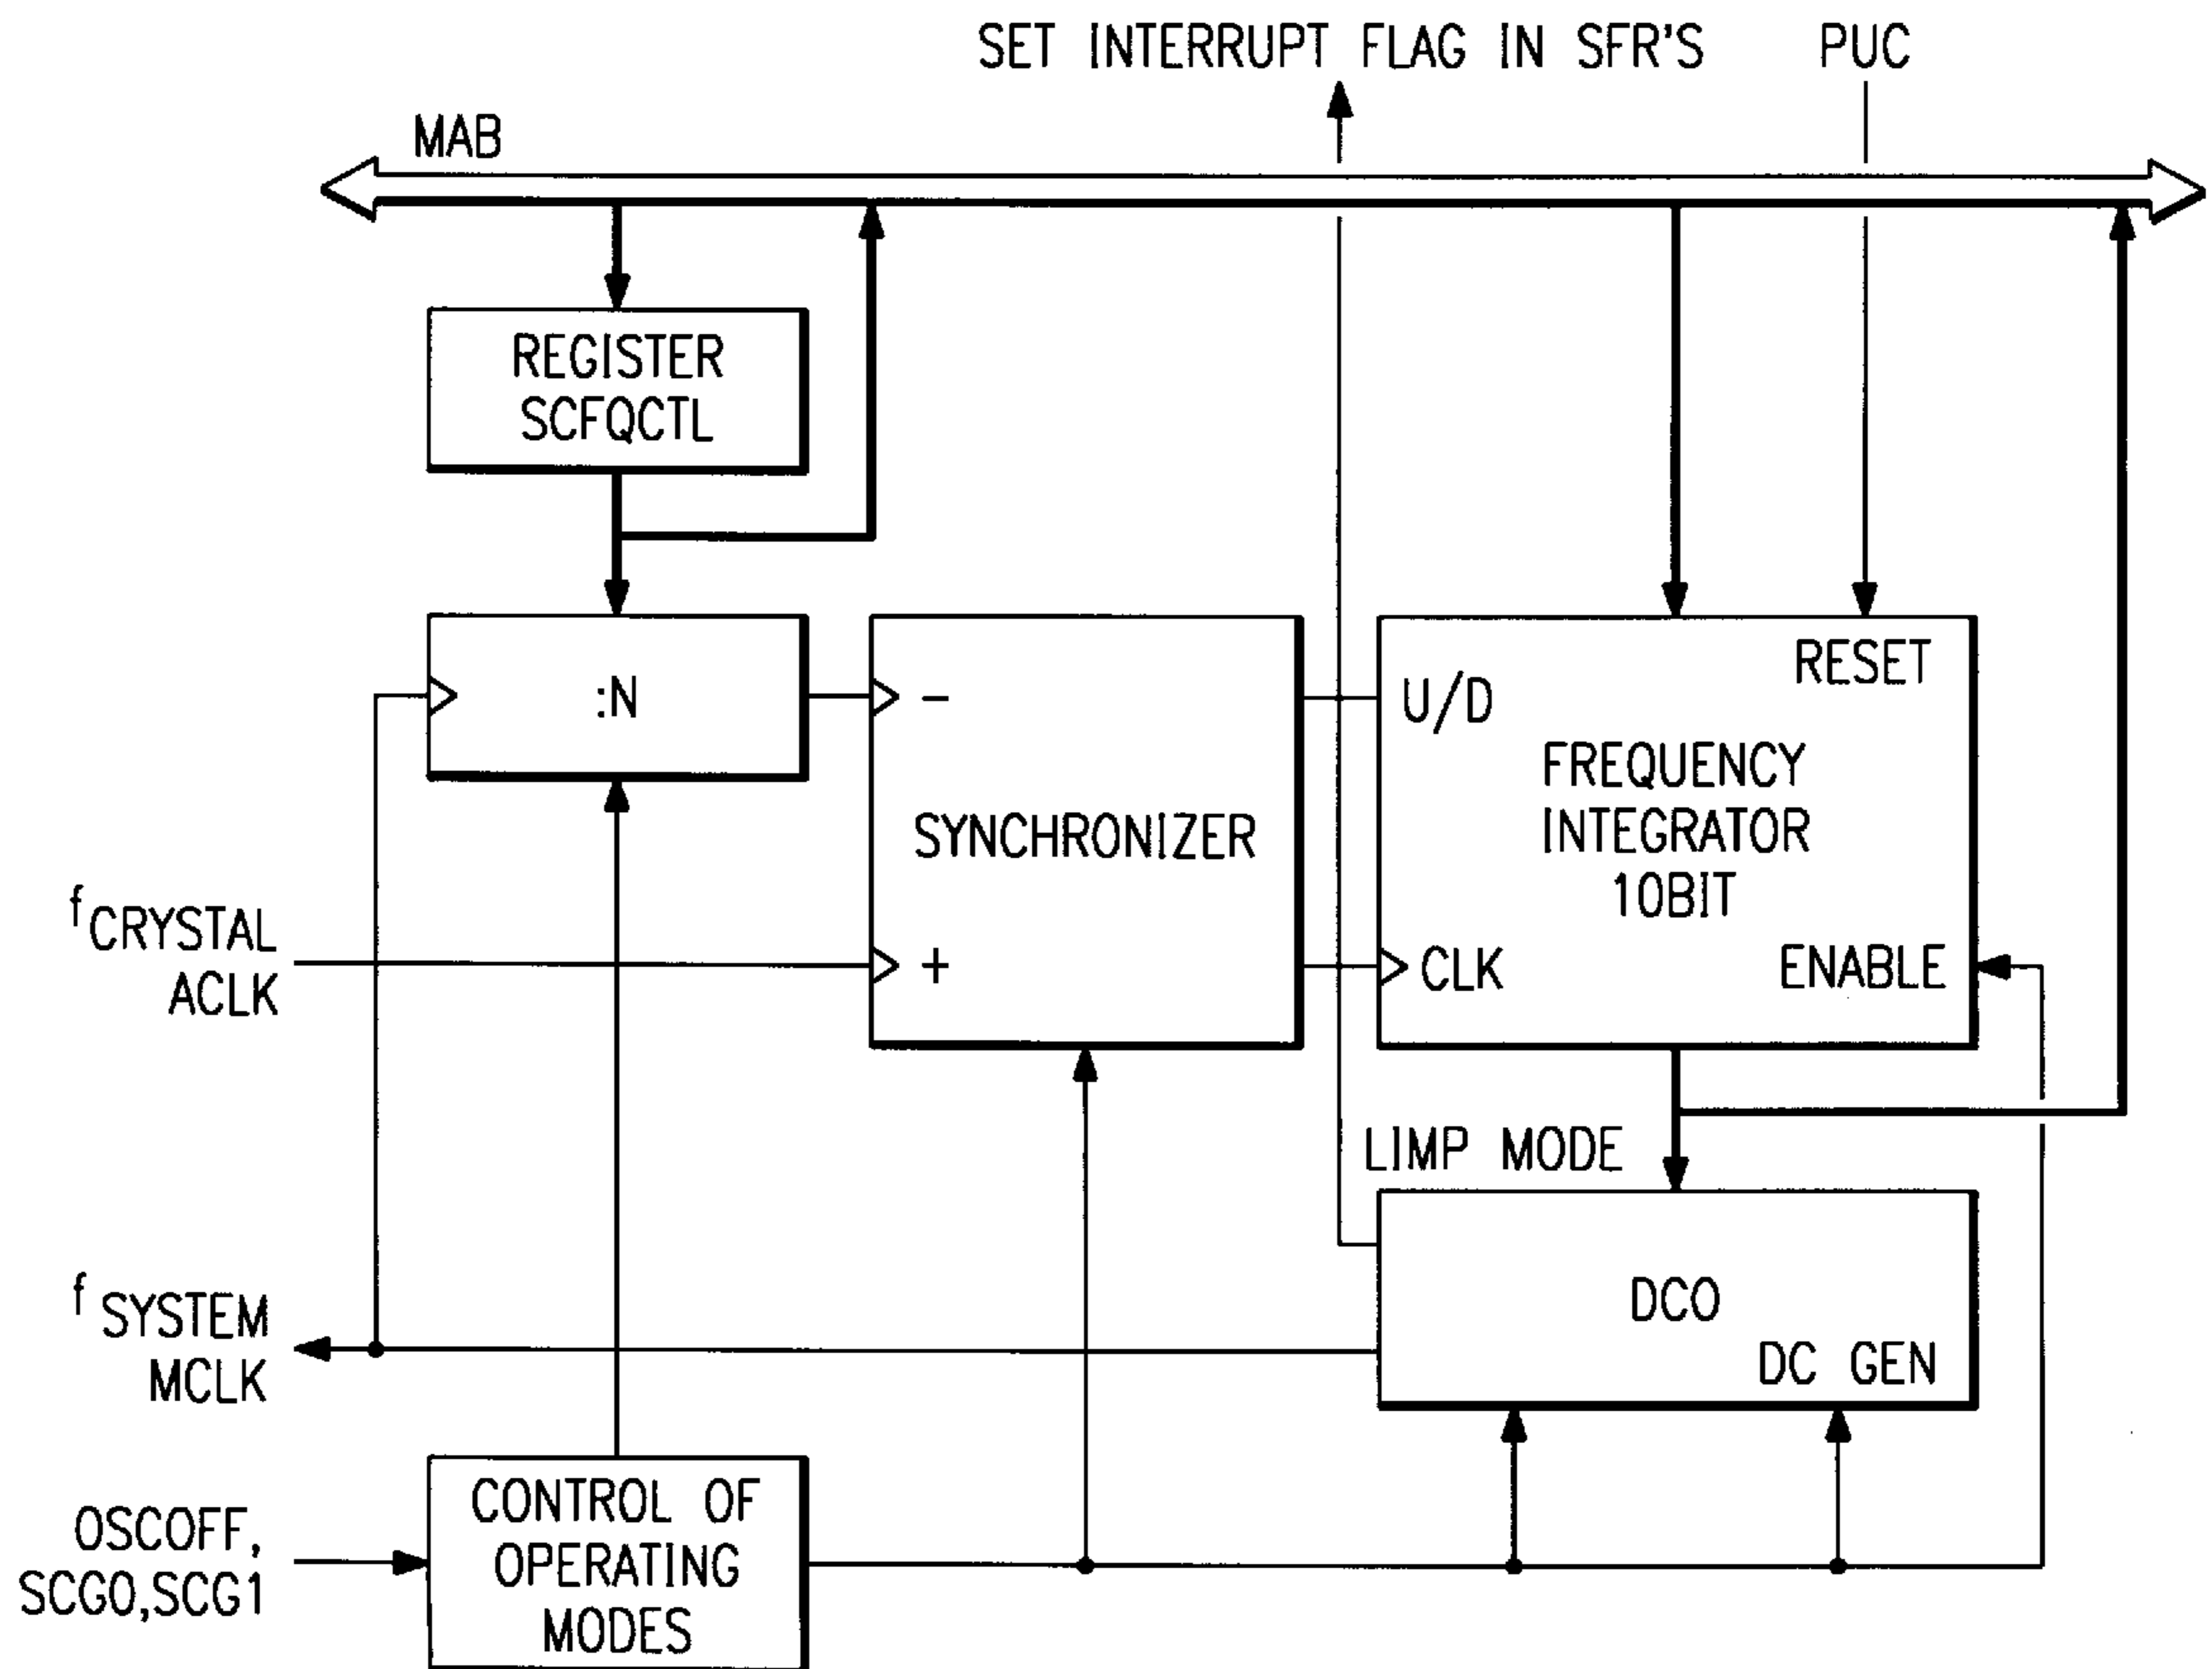 SET INTERRUPT FLAG IN SFR'S
PUC
MAB
REGISTER
SCFQCTL
:N
-
+
SYNCHRONIZER
U/D
RESET
FREQUENCY
INTEGRATOR
10BIT
CLK
ENABLE
fCRYSTAL
ACLK
LIMP MODE
DCO
DC GEN
fSYSTEM
MCLK
CONTROL OF
OPERATING
MODES
OSCOFF,
SCG0,SCG1